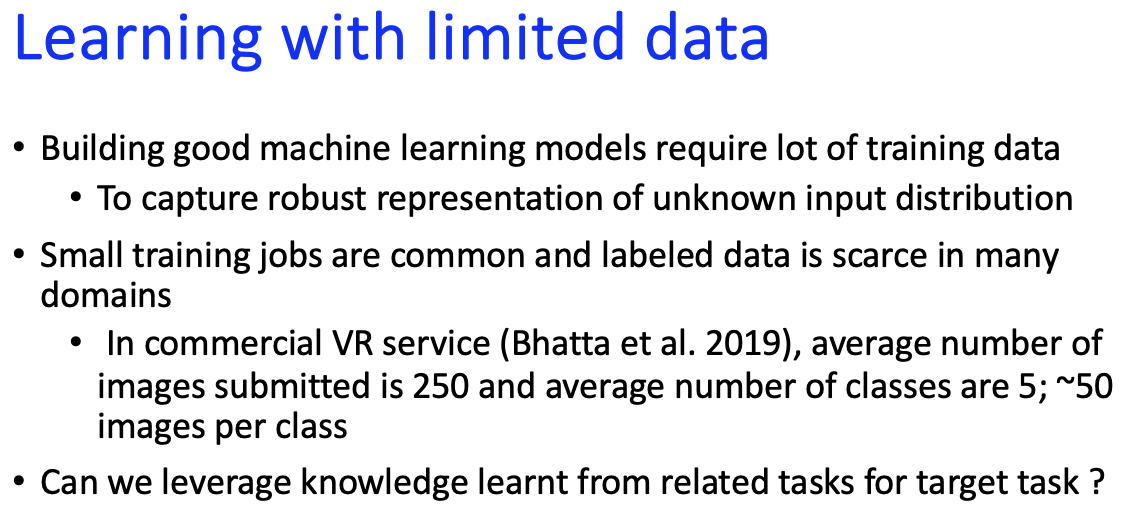 Learning with limited data
• Building good machine learning models require lot of training data
• To capture robust representation of unknown input distribution
• Small training jobs are common and labeled data is scarce in many
domains
• In commercial VR service (Bhatta et al. 2019), average number of
images submitted is 250 and average number of classes are 5; ~50
images per class
• Can we leverage knowledge learnt from related tasks for target task ?